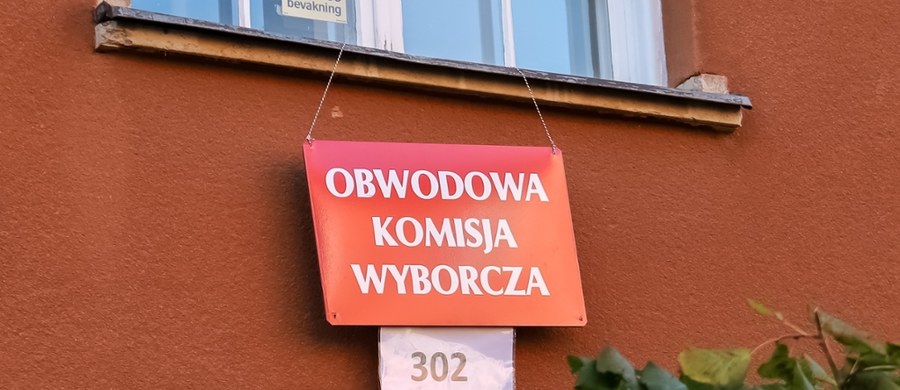 bevakning
OBWODOWA
KOMISJA
WYBORCZA
302